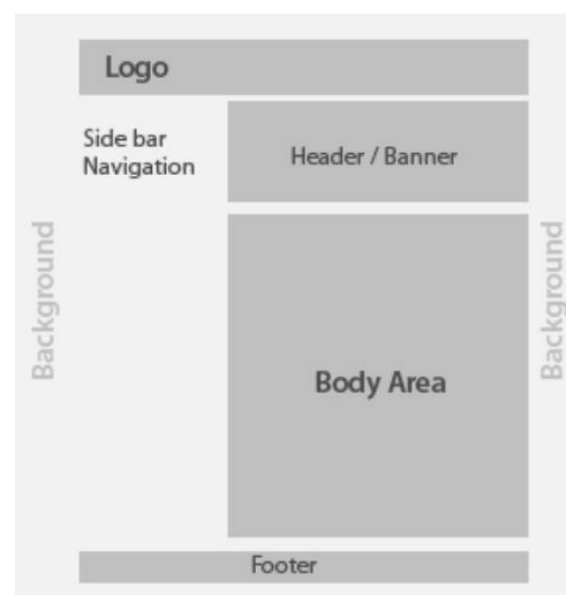 Logo
Side bar
Navigation
Header / Banner
Background
Background
Body Area
Footer